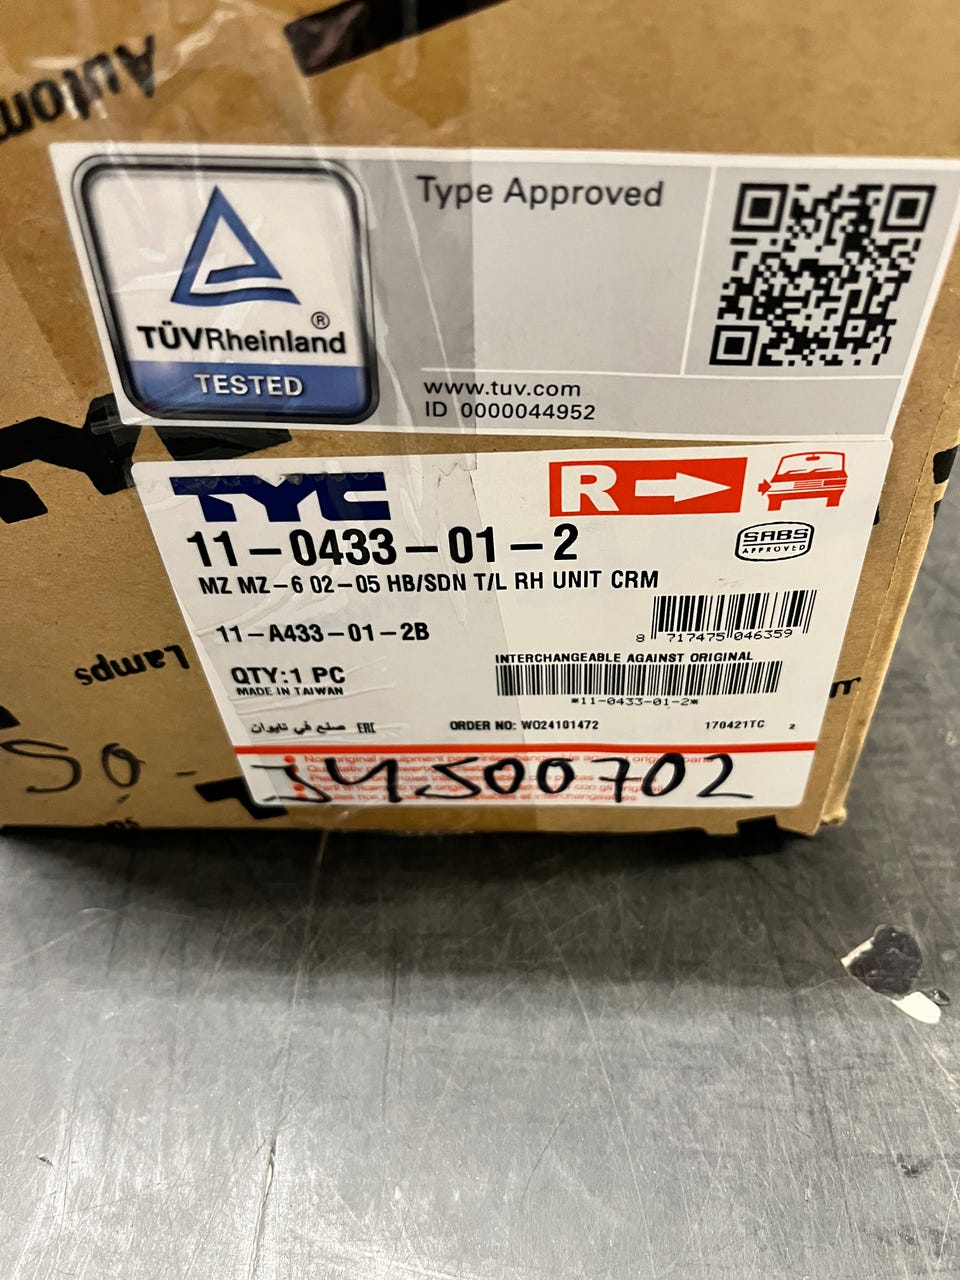 Autom
Type Approved
TÜVRheinland®
TESTED
www.tuv.com
ID 0000044952
TYC
R
11-0433-01-2
SABS
APPROVED
MZ MZ-6 02-05 HB/SDN T/L RH UNIT CRM
11-A433-01-2B
8 717475 046359
QTY:1 PC
INTERCHANGEABLE AGAINST ORIGINAL
MADE IN TAIWAN
*11-0433-01-2*
صنع في تايوان EAC
ORDER NO: WO24101472
170421TC 2
Lamps
34500702